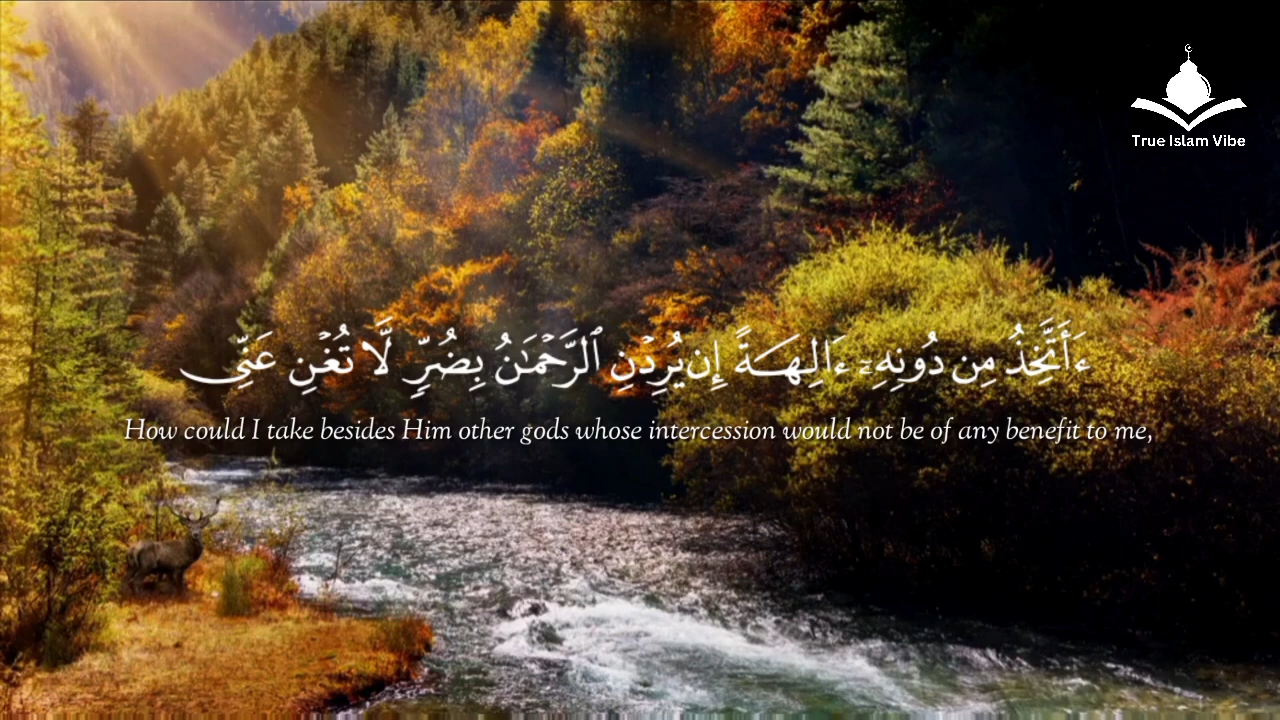 True Islam Vibe
ءَأَتَّخِذُ مِن دُونِهِۦٓ ءَالِهَةً إِن يُرِدْنِ ٱلرَّحْمَـٰنُ بِضُرٍّ لَّا تُغْنِ عَنِّى
How could I take besides Him other gods whose intercession would not be of any benefit to me,